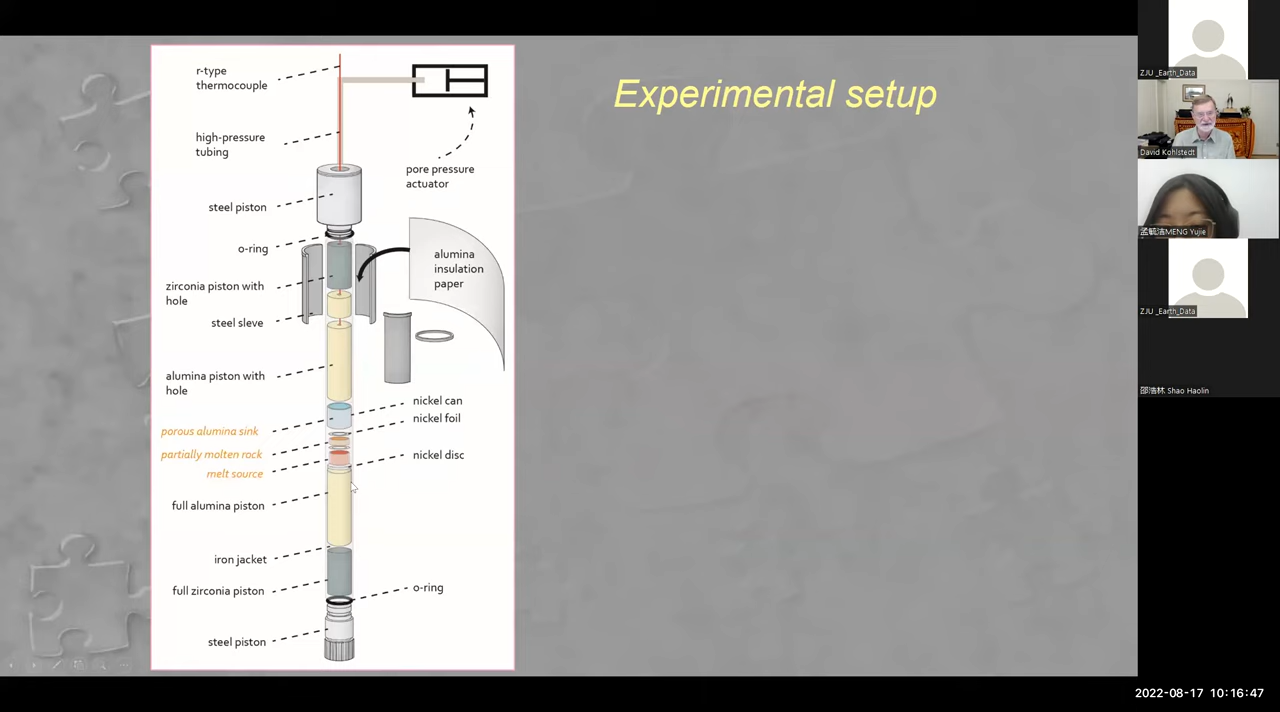 Experimental setup
r-type
thermocouple
high-pressure
tubing
pore pressure
actuator
steel piston
o-ring
alumina
insulation
paper
zirconia piston with
hole
steel sleve
alumina piston with
hole
nickel can
nickel foil
porous alumina sink
partially molten rock
nickel disc
melt source
full alumina piston
iron jacket
full zirconia piston
o-ring
steel piston
ZJU _Earth_Data
David Kohlstedt
孟毓洁MENG Yujie
ZJU _Earth_Data
邵浩林 Shao Haolin
2022-08-17 10:16:47